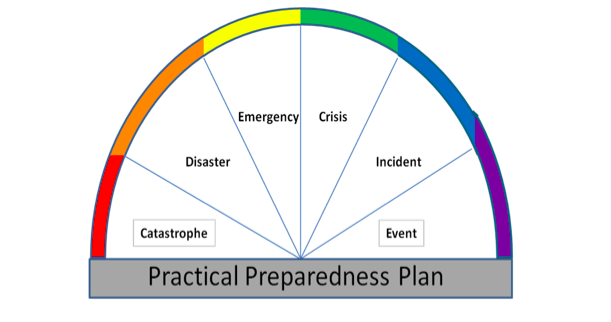 Emergency
Crisis
Disaster
Incident
Catastrophe
Event
Practical Preparedness Plan